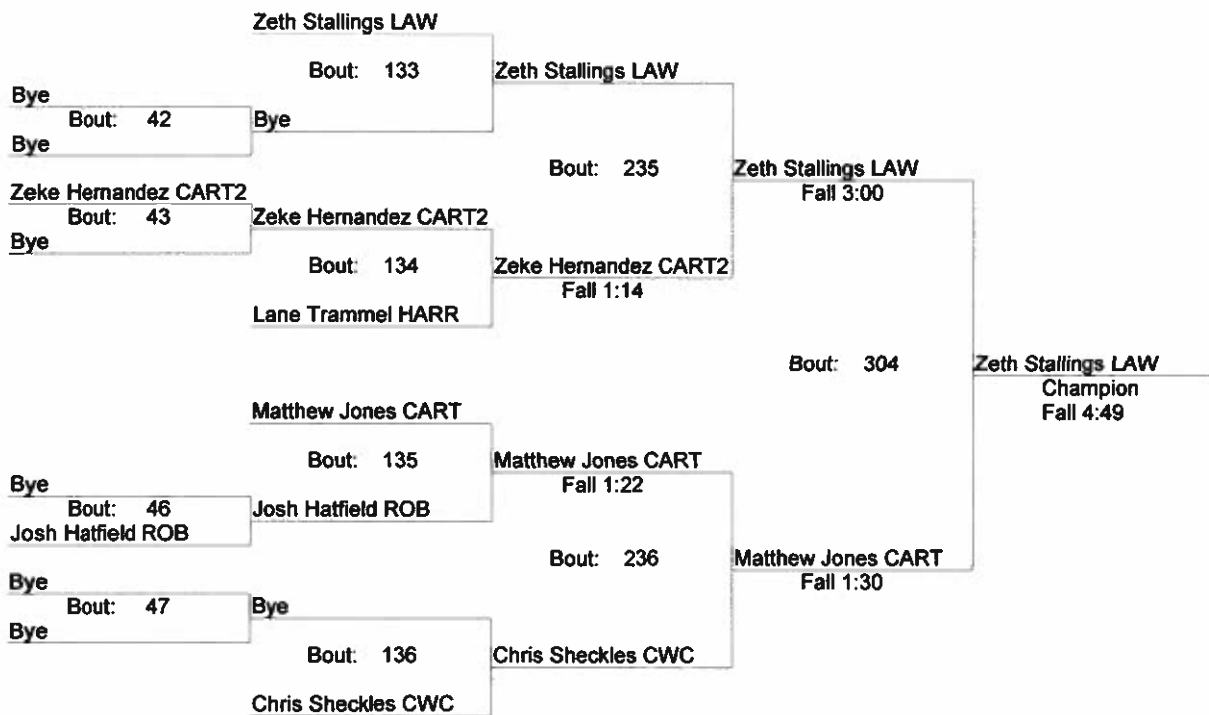 Zeth Stallings LAW
Bout: 133
Zeth Stallings LAW
Bye
Bout: 42
Bye
Bye
Bout: 235
Zeth Stallings LAW
Fall 3:00
Zeke Hernandez CART2
Bout: 43
Zeke Hernandez CART2
Bye
Bout: 134
Zeke Hernandez CART2
Fall 1:14
Lane Trammel HARR
Bout: 304
Zeth Stallings LAW
Champion
Fall 4:49
Matthew Jones CART
Bout: 135
Matthew Jones CART
Fall 1:22
Bye
Bout: 46
Josh Hatfield ROB
Josh Hatfield ROB
Bout: 236
Matthew Jones CART
Fall 1:30
Bye
Bout: 47
Bye
Bye
Bout: 136
Chris Sheckles CWC
Chris Sheckles CWC